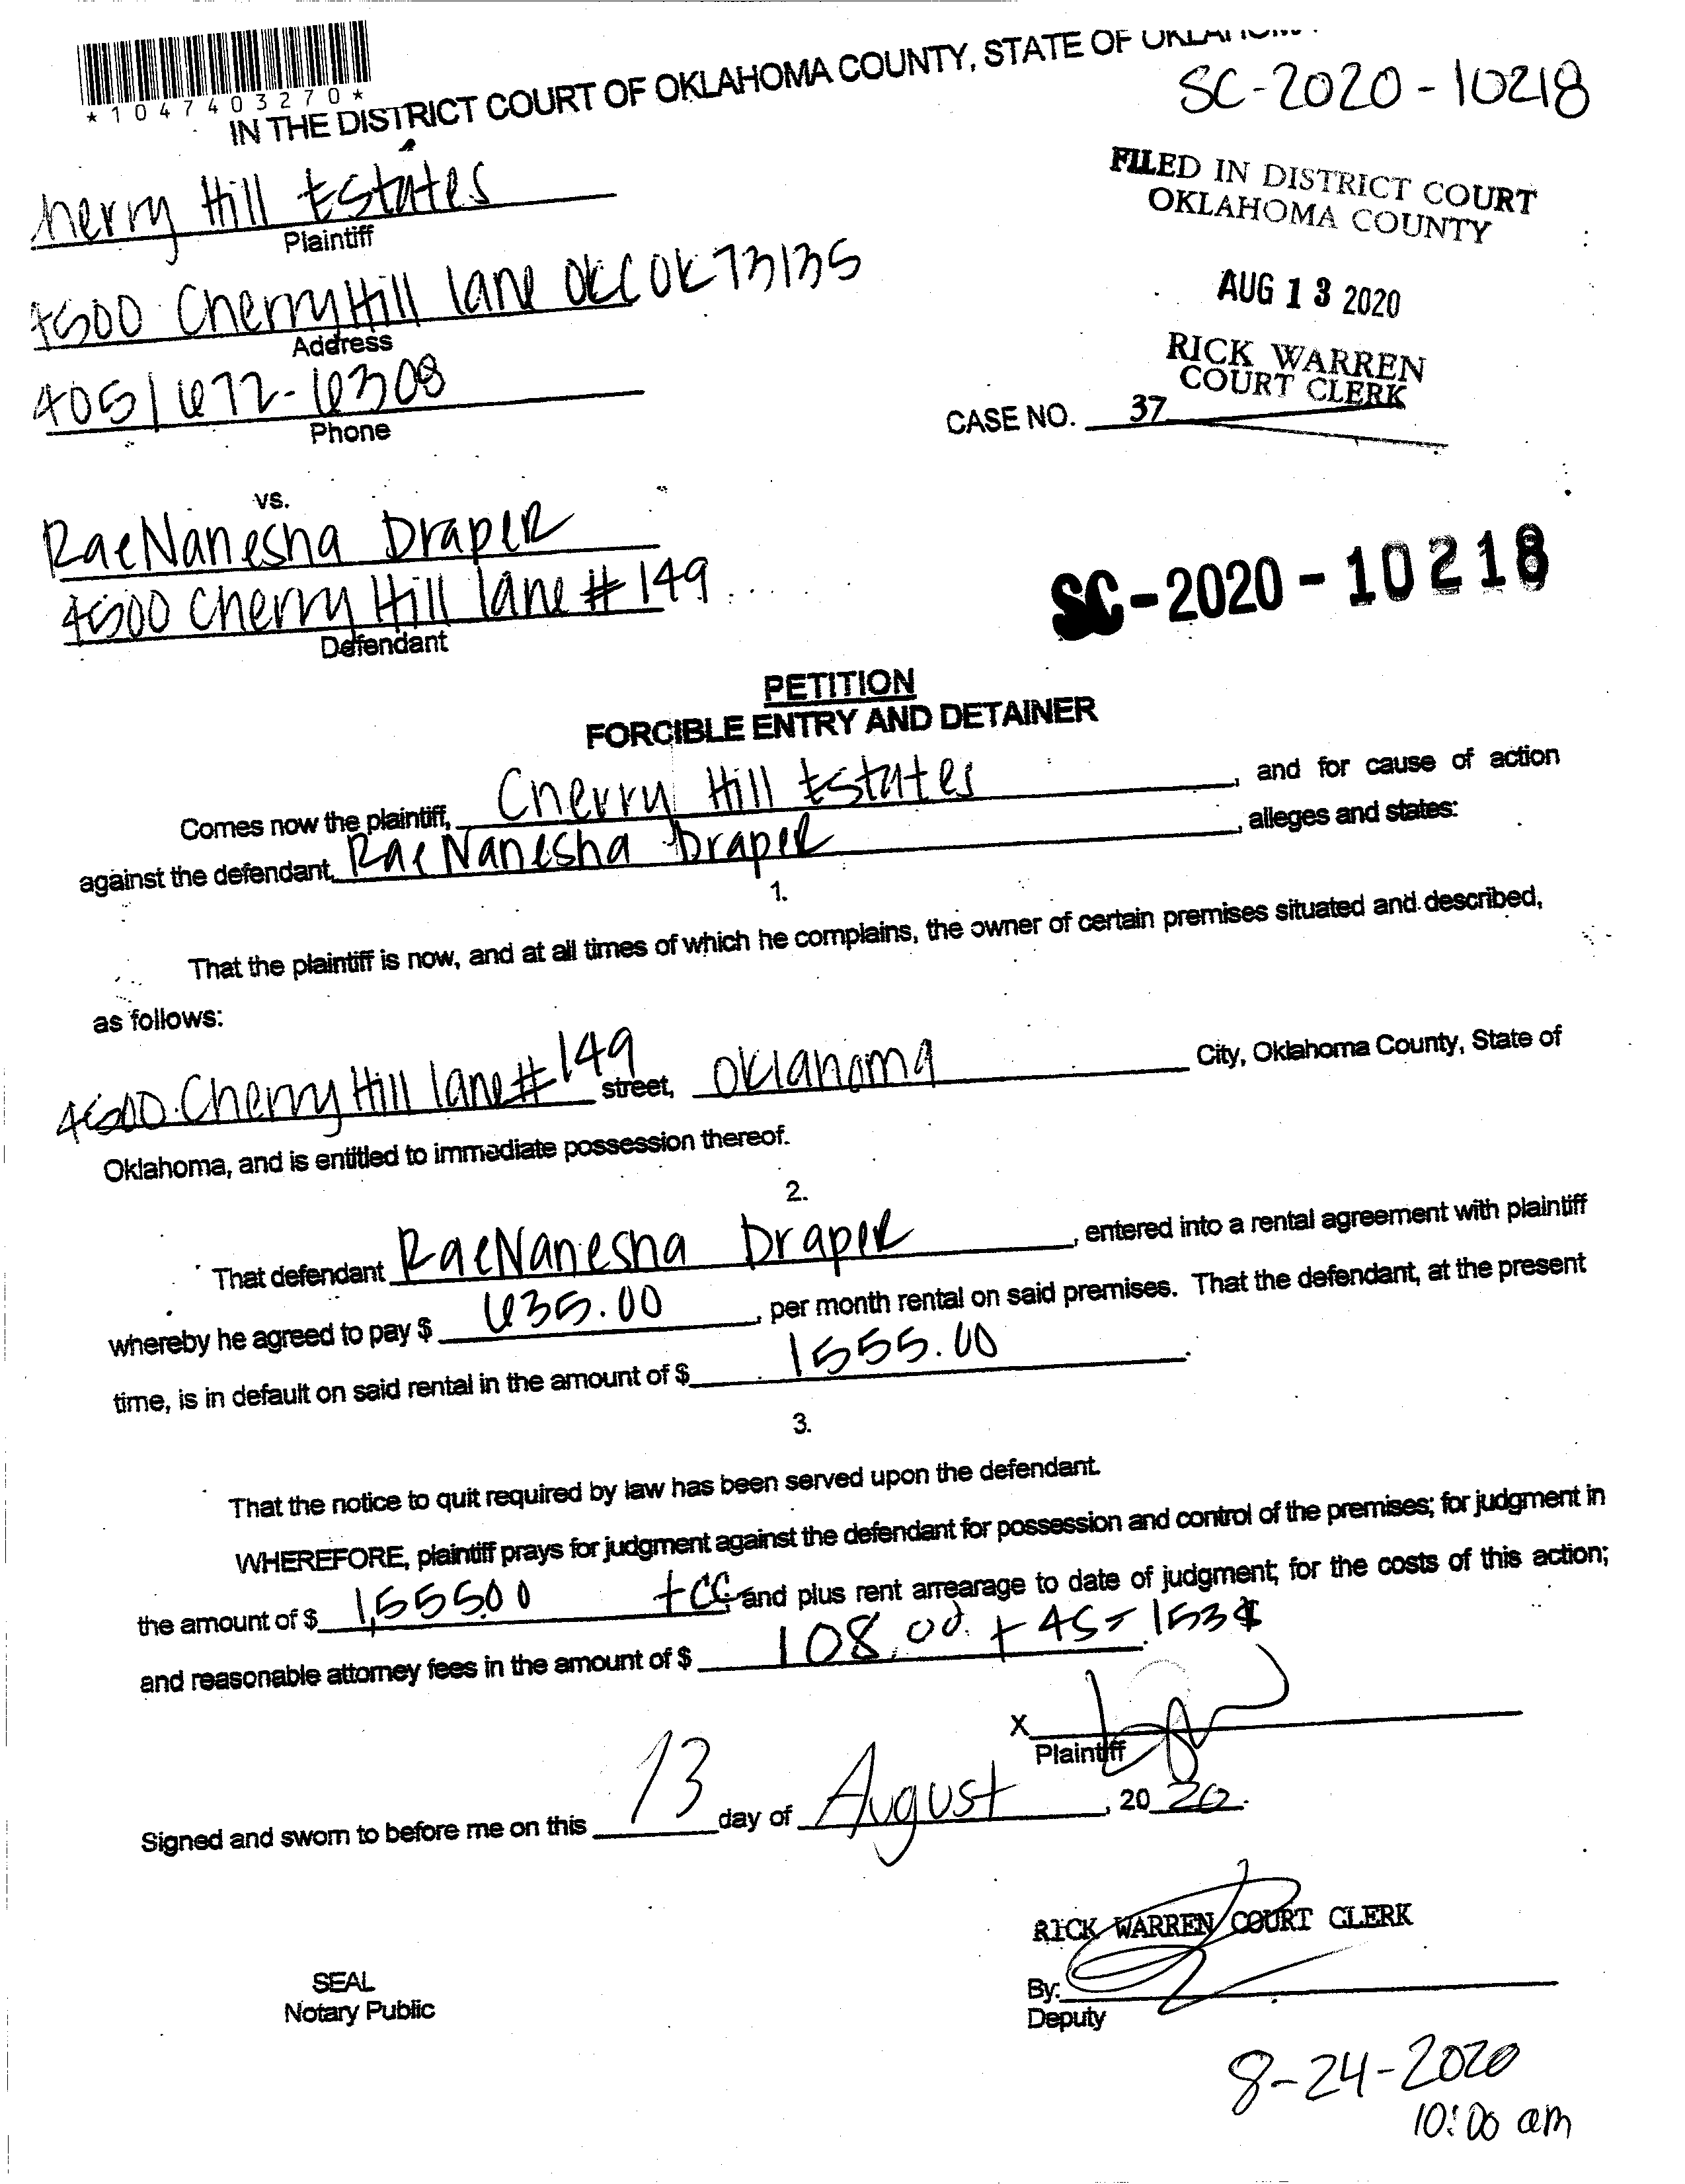 *1047403270*
IN THE DISTRICT COURT OF OKLAHOMA COUNTY, STATE OF OKLAHOMA
SC-2020-10218
FILED IN DISTRICT COURT
OKLAHOMA COUNTY
herry Hill Estates
Plaintiff
4500 Cherry Hill lane OKC OK 73135
AUG 13 2020
Address
RICK WARREN
COURT CLERK
405/672-6308
Phone
CASE NO. 37
vs.
RaeNanesha Draper
4500 Cherry Hill lane #149
Defendant
SC-2020-10218
PETITION
FORCIBLE ENTRY AND DETAINER
Comes now the plaintiff, Cherry Hill Estates, and for cause of action
against the defendant, RaeNanesha Draper, alleges and states:
1.
That the plaintiff is now, and at all times of which he complains, the owner of certain premises situated and described,
as follows:
4500 Cherry Hill lane #149 street, Oklahoma City, Oklahoma County, State of
Oklahoma, and is entitled to immediate possession thereof.
2.
That defendant RaeNanesha Draper, entered into a rental agreement with plaintiff
whereby he agreed to pay $ 635.00, per month rental on said premises. That the defendant, at the present
time, is in default on said rental in the amount of $ 1555.00.
3.
That the notice to quit required by law has been served upon the defendant.
WHEREFORE, plaintiff prays for judgment against the defendant for possession and control of the premises; for judgment in
the amount of $ 1,555.00 +CC and plus rent arrearage to date of judgment; for the costs of this action;
and reasonable attorney fees in the amount of $ 108.00 + 45 = 153$.
X
Plaintiff
Signed and sworn to before me on this 13 day of August, 20 20.
RICK WARREN COURT CLERK
SEAL
Notary Public
By:
Deputy
8-24-2020
10:00 am